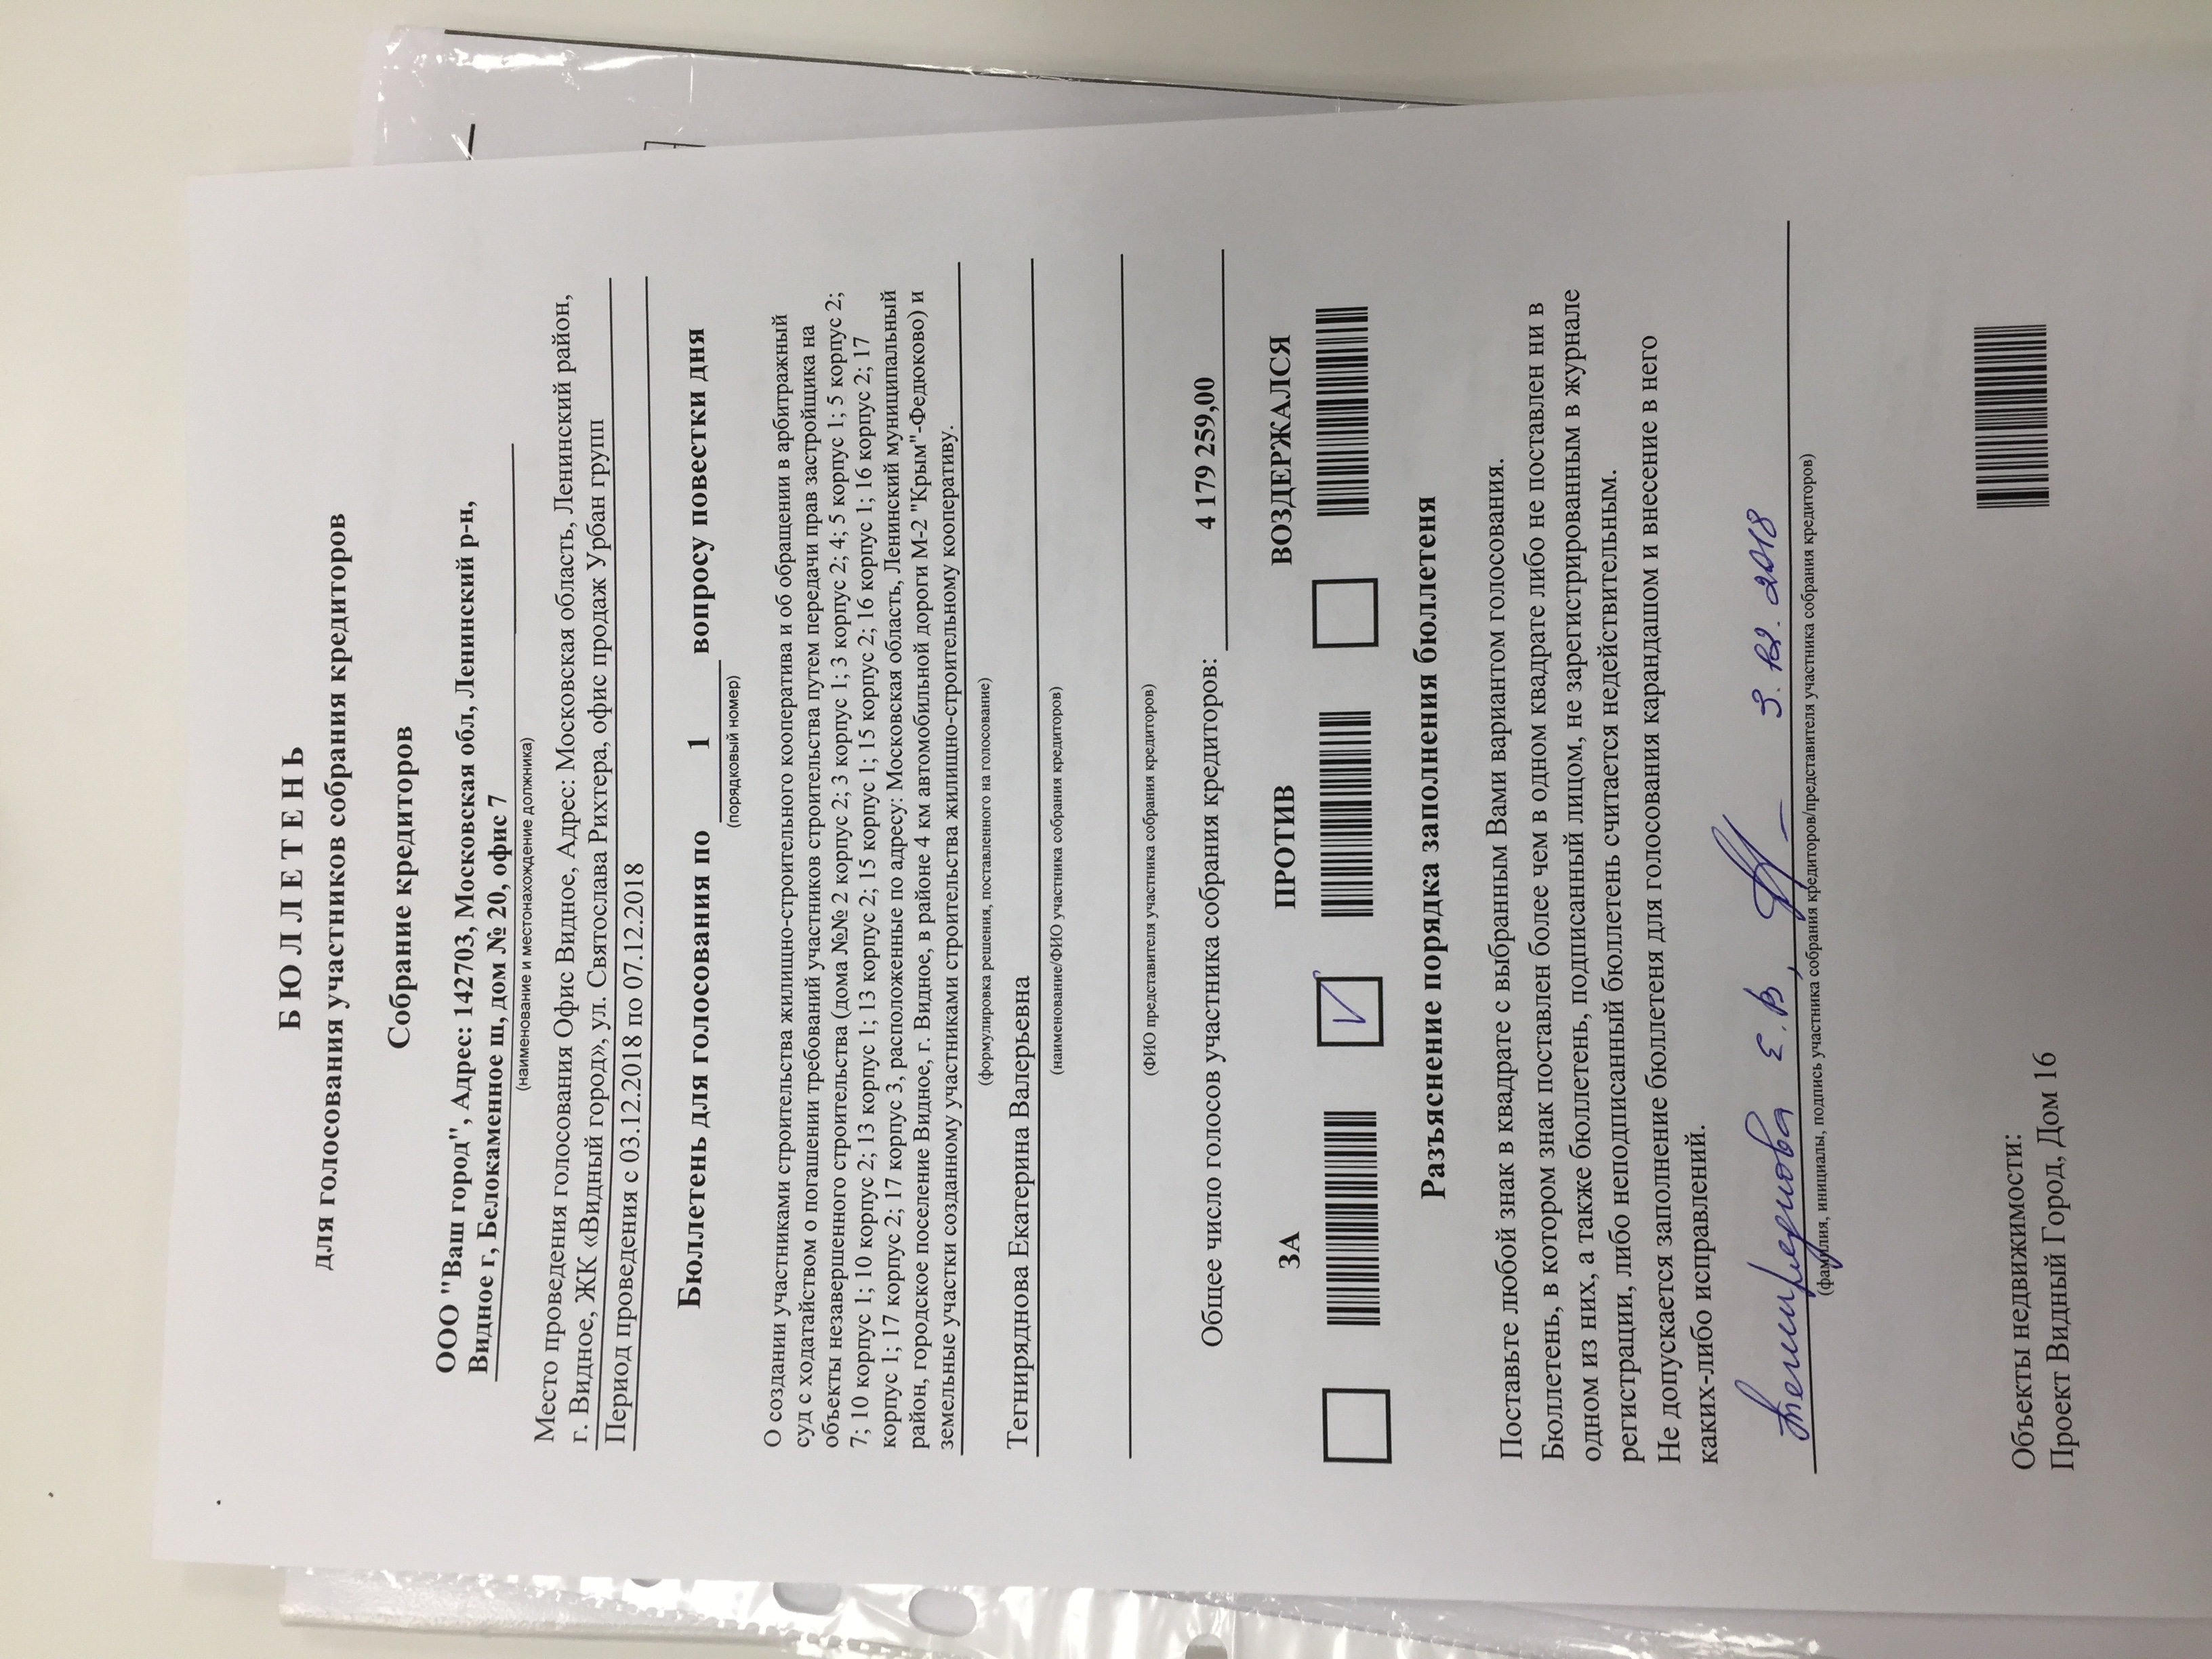 БЮЛЛЕТЕНЬ
для голосования участников собрания кредиторов
Собрание кредиторов
ООО "Ваш город", Адрес: 142703, Московская обл, Ленинский р-н,
Видное г, Белокаменное ш, дом № 20, офис 7
(наименование и местонахождение должника)
Место проведения голосования Офис Видное, Адрес: Московская область, Ленинский район,
г. Видное, ЖК «Видный город», ул. Святослава Рихтера, офис продаж Урбан групп
Период проведения с 03.12.2018 по 07.12.2018
Бюллетень для голосования по 1 вопросу повестки дня
(порядковый номер)
О создании участниками строительства жилищно-строительного кооператива и об обращении в арбитражный
суд с ходатайством о погашении требований участников строительства путем передачи прав застройщика на
объекты незавершенного строительства (дома №№ 2 корпус 2; 3 корпус 1; 3 корпус 2; 4; 5 корпус 1; 5 корпус 2;
7; 10 корпус 1; 10 корпус 2; 13 корпус 1; 13 корпус 2; 15 корпус 1; 15 корпус 2; 16 корпус 1; 16 корпус 2; 17
корпус 1; 17 корпус 2; 17 корпус 3, расположенные по адресу: Московская область, Ленинский муниципальный
район, городское поселение Видное, г. Видное, в районе 4 км автомобильной дороги М-2 "Крым"-Федюково) и
земельные участки созданному участниками строительства жилищно-строительному кооперативу.
(формулировка решения, поставленного на голосование)
Тегниряднова Екатерина Валерьевна
(наименование/ФИО участника собрания кредиторов)
(ФИО представителя участника собрания кредиторов)
Общее число голосов участника собрания кредиторов: 4 179 259,00
ЗА ПРОТИВ ВОЗДЕРЖАЛСЯ
Разъяснение порядка заполнения бюллетеня
Поставьте любой знак в квадрате с выбранным Вами вариантом голосования.
Бюллетень, в котором знак поставлен более чем в одном квадрате либо не поставлен ни в
одном из них, а также бюллетень, подписанный лицом, не зарегистрированным в журнале
регистрации, либо неподписанный бюллетень считается недействительным.
Не допускается заполнение бюллетеня для голосования карандашом и внесение в него
каких-либо исправлений.
Тегниряднова Е.В, 3.12.2018
(фамилия, инициалы, подпись участника собрания кредиторов/представителя участника собрания кредиторов)
Объекты недвижимости:
Проект Видный Город, Дом 16